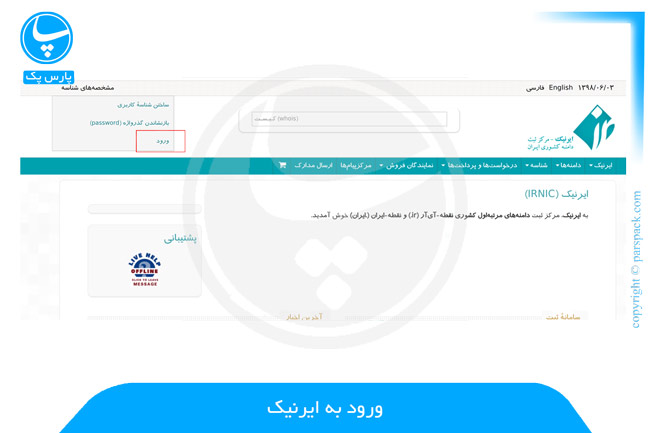 پارس پک
۱۳۹۸/۰۶/۰۳ English فارسی
مشخصه‌های شناسه
ساختن شناسهٔ کاربری
بازنشاندن گذرواژه (password)
ورود
کیست (whois)
ایرنیک - مرکز ثبت
دامنه کشوری ایران
ایرنیک دامنه‌ها شناسه درخواست‌ها و پرداخت‌ها نمایندگان فروش مرکزپیام‌ها ارسال مدارک
ایرنیک (IRNIC)
به ایرنیک، مرکز ثبت دامنه‌های مرتبه‌اول کشوری نقطه-آی‌آر (.ir) و نقطه-ایران (.ایران) خوش آمدید.
پشتیبانی
LIVE HELP
OFFLINE
CLICK TO LEAVE
MESSAGE
سامانهٔ ثبت
آخرین اخبار
copyright © parspack.com
ورود به ایرنیک